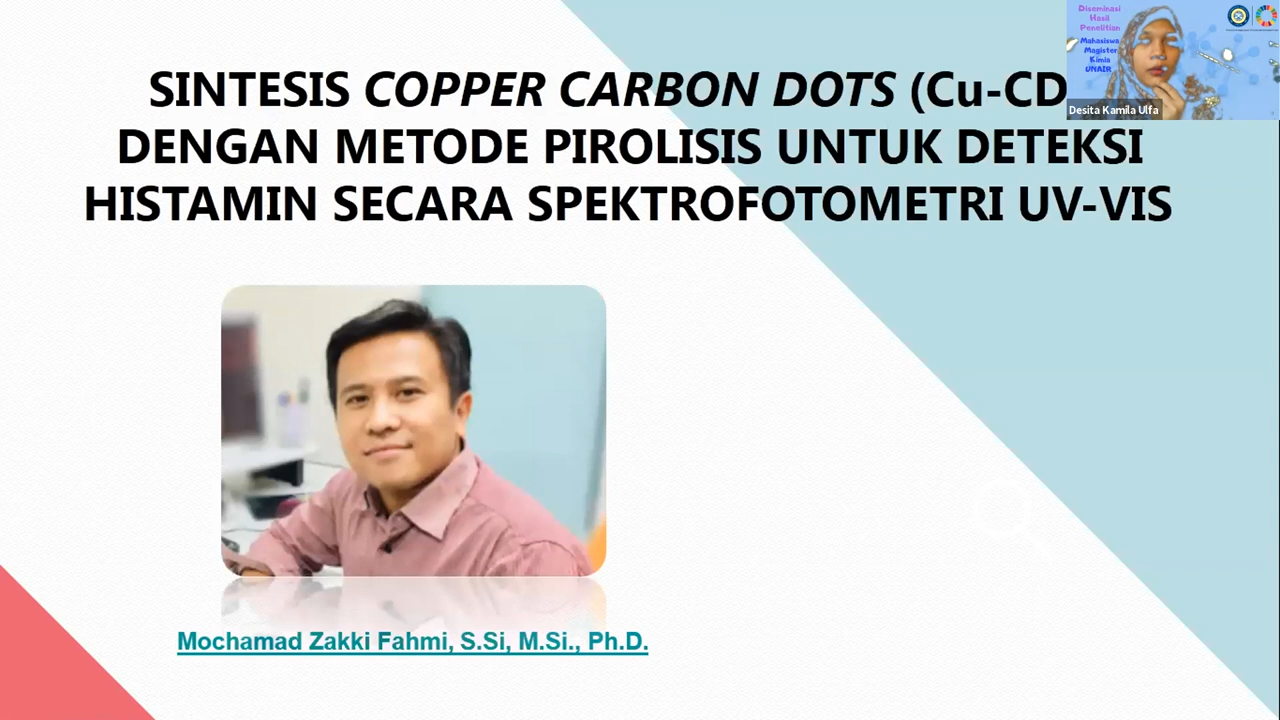 SINTESIS COPPER CARBON DOTS (Cu-CD
DENGAN METODE PIROLISIS UNTUK DETEKSI
HISTAMIN SECARA SPEKTROFOTOMETRI UV-VIS
Mochamad Zakki Fahmi, S.Si, M.Si., Ph.D.
Diseminasi
Hasil
Penelitian
Mahasiswa
Magister
Kimia
UNAIR
Desita Kamila Ulfa